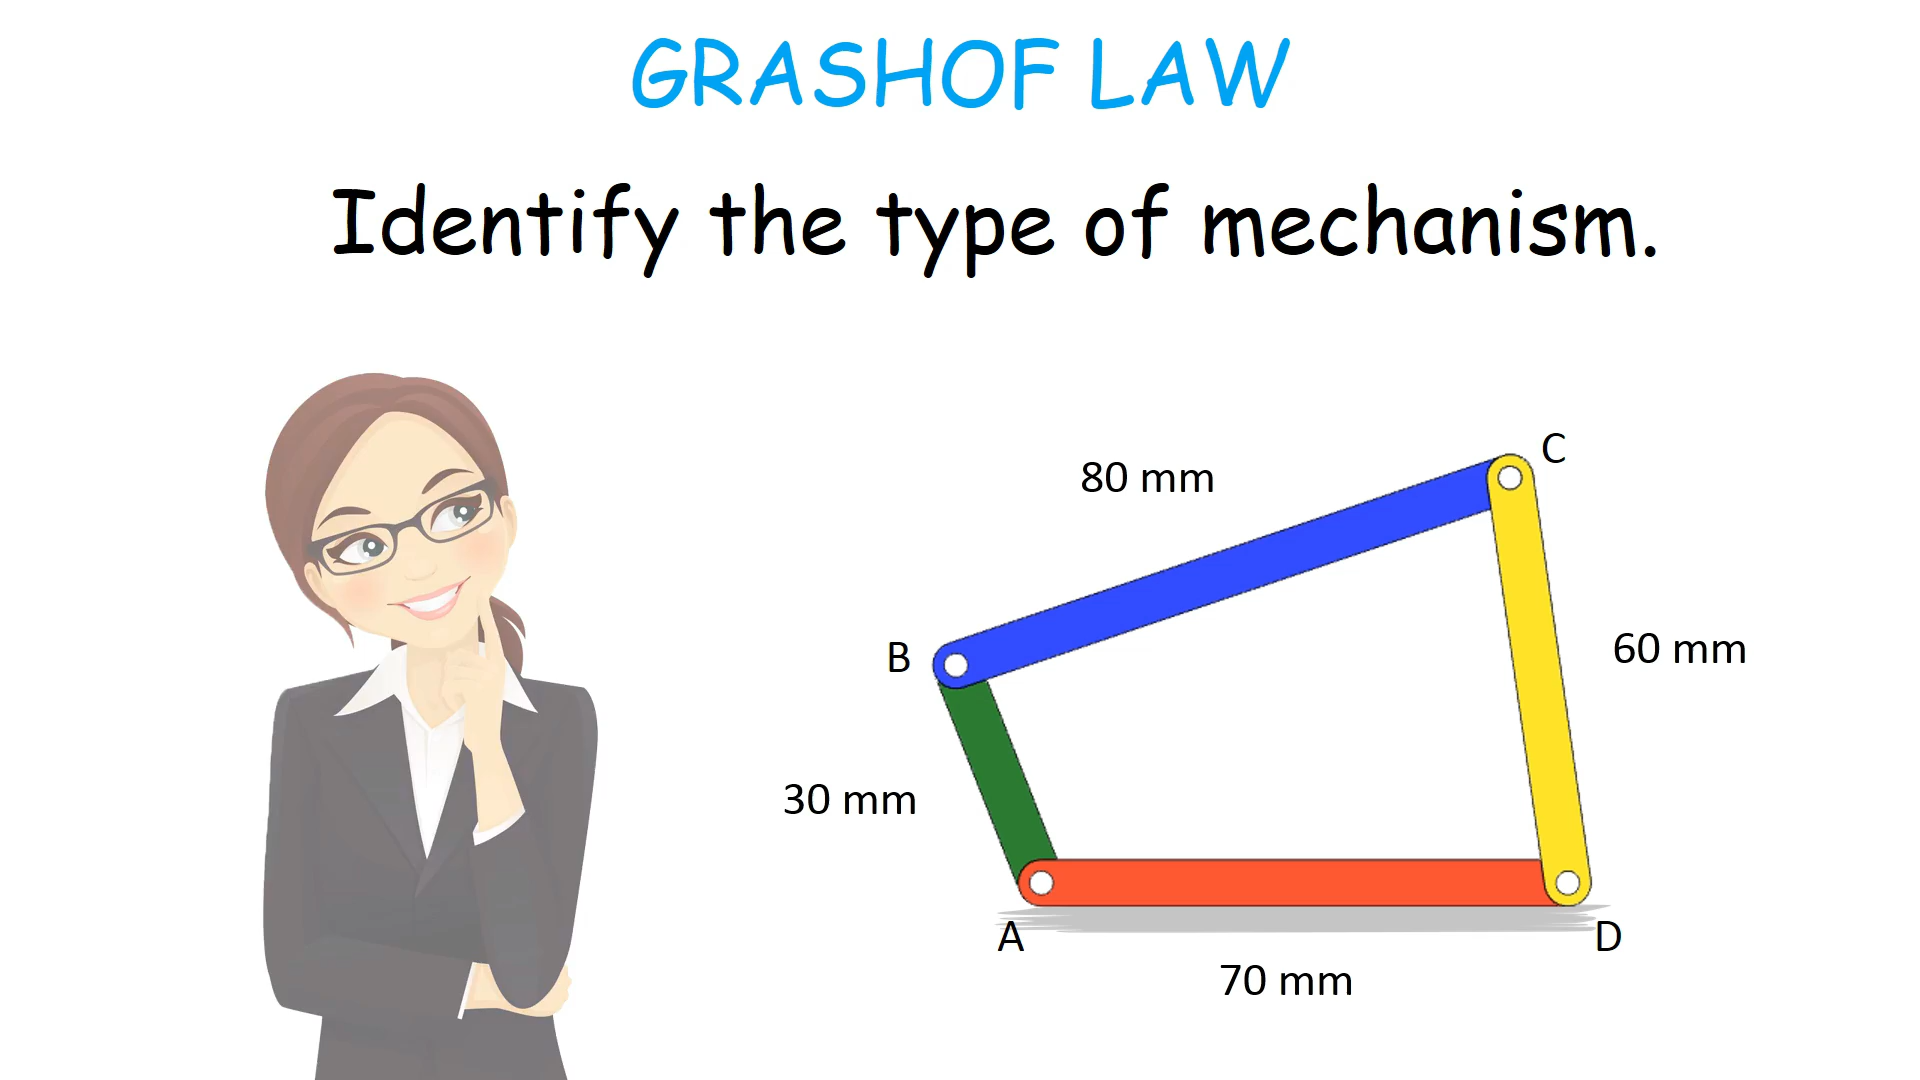 GRASHOF LAW
Identify the type of mechanism.
C
80 mm
B
60 mm
30 mm
A
D
70 mm